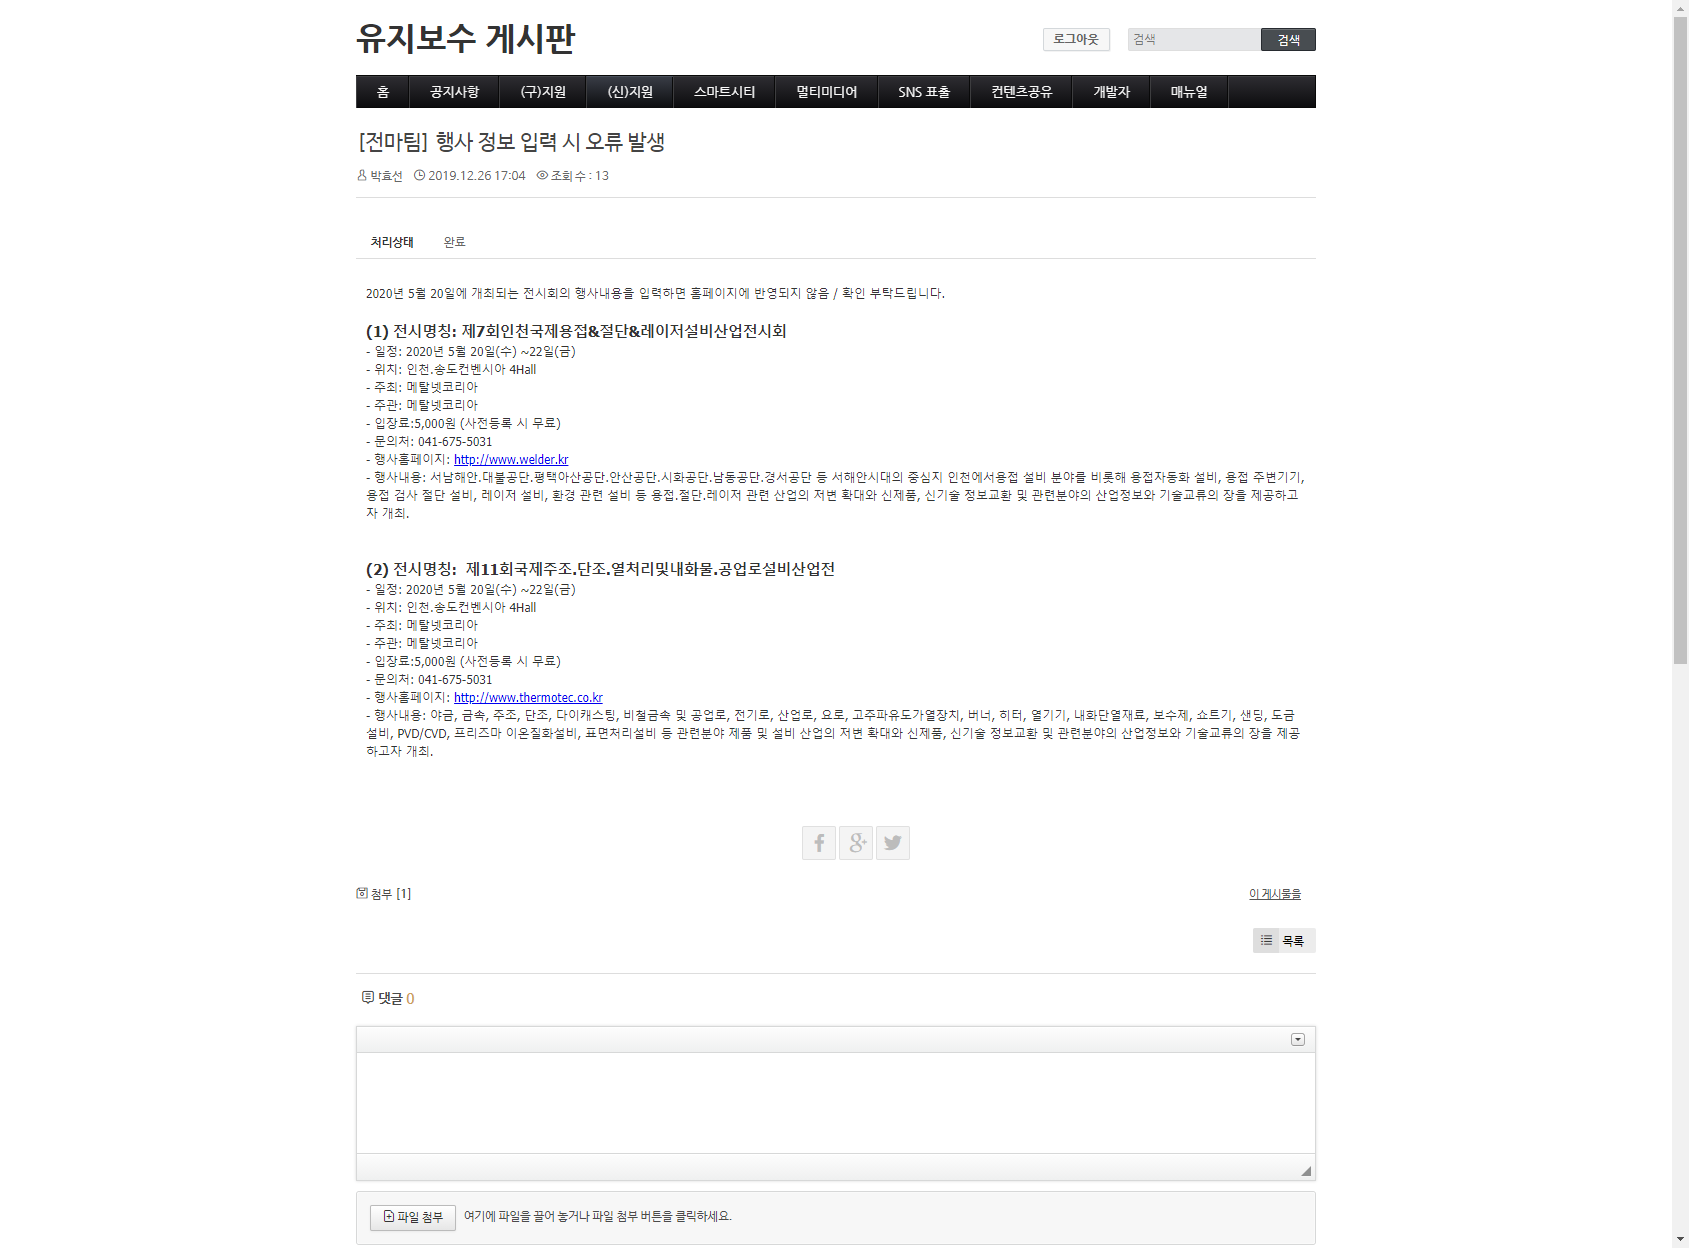 유지보수 게시판
로그아웃 검색 검색
홈 공지사항 (구)지원 (신)지원 스마트시티 멀티미디어 SNS 표출 컨텐츠공유 개발자 매뉴얼
[전마팀] 행사 정보 입력 시 오류 발생
박효선 2019.12.26 17:04 조회 수 : 13
처리상태 완료
2020년 5월 20일에 개최되는 전시회의 행사내용을 입력하면 홈페이지에 반영되지 않음 / 확인 부탁드립니다.
(1) 전시명칭: 제7회인천국제용접&절단&레이저설비산업전시회
- 일정: 2020년 5월 20일(수) ~22일(금)
- 위치: 인천.송도컨벤시아 4Hall
- 주최: 메탈넷코리아
- 주관: 메탈넷코리아
- 입장료:5,000원 (사전등록 시 무료)
- 문의처: 041-675-5031
- 행사홈페이지: http://www.welder.kr
- 행사내용: 서남해안.대불공단.평택아산공단.안산공단.시화공단.남동공단.경서공단 등 서해안시대의 중심지 인천에서용접 설비 분야를 비롯해 용접자동화 설비, 용접 주변기기,
용접 검사 절단 설비, 레이저 설비, 환경 관련 설비 등 용접.절단.레이저 관련 산업의 저변 확대와 신제품, 신기술 정보교환 및 관련분야의 산업정보와 기술교류의 장을 제공하고
자 개최.
(2) 전시명칭:  제11회국제주조.단조.열처리및내화물.공업로설비산업전
- 일정: 2020년 5월 20일(수) ~22일(금)
- 위치: 인천.송도컨벤시아 4Hall
- 주최: 메탈넷코리아
- 주관: 메탈넷코리아
- 입장료:5,000원 (사전등록 시 무료)
- 문의처: 041-675-5031
- 행사홈페이지: http://www.thermotec.co.kr
- 행사내용: 야금, 금속, 주조, 단조, 다이캐스팅, 비철금속 및 공업로, 전기로, 산업로, 요로, 고주파유도가열장치, 버너, 히터, 열기기, 내화단열재료, 보수제, 쇼트기, 샌딩, 도금
설비, PVD/CVD, 프리즈마 이온질화설비, 표면처리설비 등 관련분야 제품 및 설비 산업의 저변 확대와 신제품, 신기술 정보교환 및 관련분야의 산업정보와 기술교류의 장을 제공
하고자 개최.
첨부 [1] 이 게시물을
목록
댓글 0
파일 첨부 여기에 파일을 끌어 놓거나 파일 첨부 버튼을 클릭하세요.